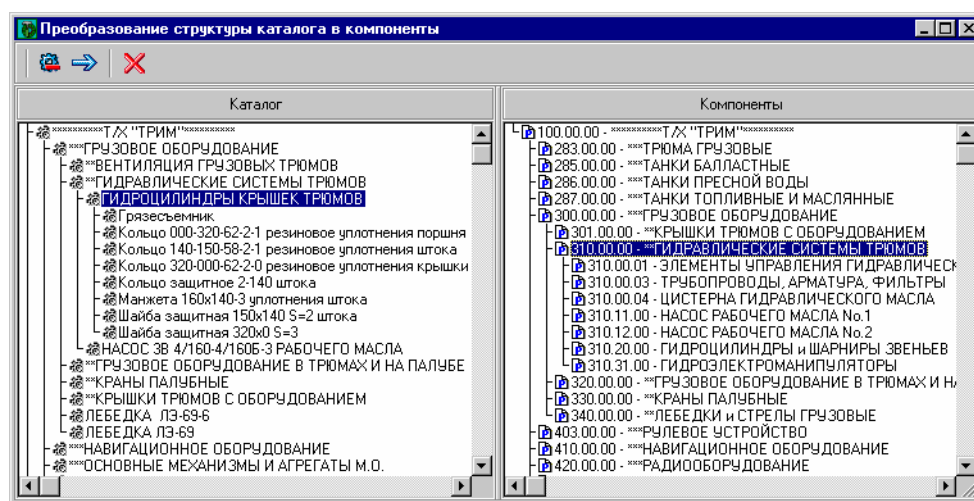 Преобразование структуры каталога в компоненты
Каталог
**********Т/Х "ТРИМ"**********
***ГРУЗОВОЕ ОБОРУДОВАНИЕ
**ВЕНТИЛЯЦИЯ ГРУЗОВЫХ ТРЮМОВ
**ГИДРАВЛИЧЕСКИЕ СИСТЕМЫ ТРЮМОВ
ГИДРОЦИЛИНДРЫ КРЫШЕК ТРЮМОВ
Грязесъемник
Кольцо 000-320-62-2-1 резиновое уплотнения поршня
Кольцо 140-150-58-2-1 резиновое уплотнения штока
Кольцо 320-000-62-2-0 резиновое уплотнения крышки
Кольцо защитное 2-140 штока
Манжета 160х140-3 уплотнения штока
Шайба защитная 150х140 S=2 штока
Шайба защитная 320х0 S=3
НАСОС 3В 4/160-4/160Б-3 РАБОЧЕГО МАСЛА
**ГРУЗОВОЕ ОБОРУДОВАНИЕ В ТРЮМАХ И НА ПАЛУБЕ
**КРАНЫ ПАЛУБНЫЕ
**КРЫШКИ ТРЮМОВ С ОБОРУДОВАНИЕМ
ЛЕБЕДКА ЛЭ-69-6
ЛЕБЕДКА ЛЭ-69
***НАВИГАЦИОННОЕ ОБОРУДОВАНИЕ
***ОСНОВНЫЕ МЕХАНИЗМЫ И АГРЕГАТЫ М.О.
Компоненты
100.00.00 - **********Т/Х "ТРИМ"**********
283.00.00 - ***ТРЮМА ГРУЗОВЫЕ
285.00.00 - ***ТАНКИ БАЛЛАСТНЫЕ
286.00.00 - ***ТАНКИ ПРЕСНОЙ ВОДЫ
287.00.00 - ***ТАНКИ ТОПЛИВНЫЕ И МАСЛЯННЫЕ
300.00.00 - ***ГРУЗОВОЕ ОБОРУДОВАНИЕ
301.00.00 - **КРЫШКИ ТРЮМОВ С ОБОРУДОВАНИЕМ
310.00.00 - **ГИДРАВЛИЧЕСКИЕ СИСТЕМЫ ТРЮМОВ
310.00.01 - ЭЛЕМЕНТЫ УПРАВЛЕНИЯ ГИДРАВЛИЧЕСК
310.00.03 - ТРУБОПРОВОДЫ, АРМАТУРА, ФИЛЬТРЫ
310.00.04 - ЦИСТЕРНА ГИДРАВЛИЧЕСКОГО МАСЛА
310.11.00 - НАСОС РАБОЧЕГО МАСЛА No.1
310.12.00 - НАСОС РАБОЧЕГО МАСЛА No.2
310.20.00 - ГИДРОЦИЛИНДРЫ и ШАРНИРЫ ЗВЕНЬЕВ
310.31.00 - ГИДРОЭЛЕКТРОМАНИПУЛЯТОРЫ
320.00.00 - **ГРУЗОВОЕ ОБОРУДОВАНИЕ В ТРЮМАХ И НА
330.00.00 - **КРАНЫ ПАЛУБНЫЕ
340.00.00 - **ЛЕБЕДКИ и СТРЕЛЫ ГРУЗОВЫЕ
403.00.00 - ***РУЛЕВОЕ УСТРОЙСТВО
410.00.00 - ***НАВИГАЦИОННОЕ ОБОРУДОВАНИЕ
420.00.00 - ***РАДИООБОРУДОВАНИЕ